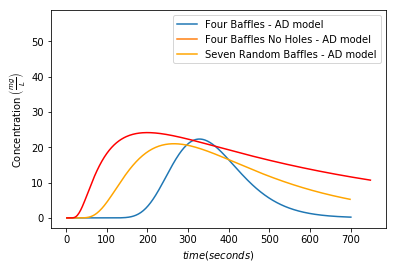 Four Baffles - AD model
Four Baffles No Holes - AD model
Seven Random Baffles - AD model
Concentration (mg/L)
50
40
30
20
10
0
0 100 200 300 400 500 600 700
time(seconds)